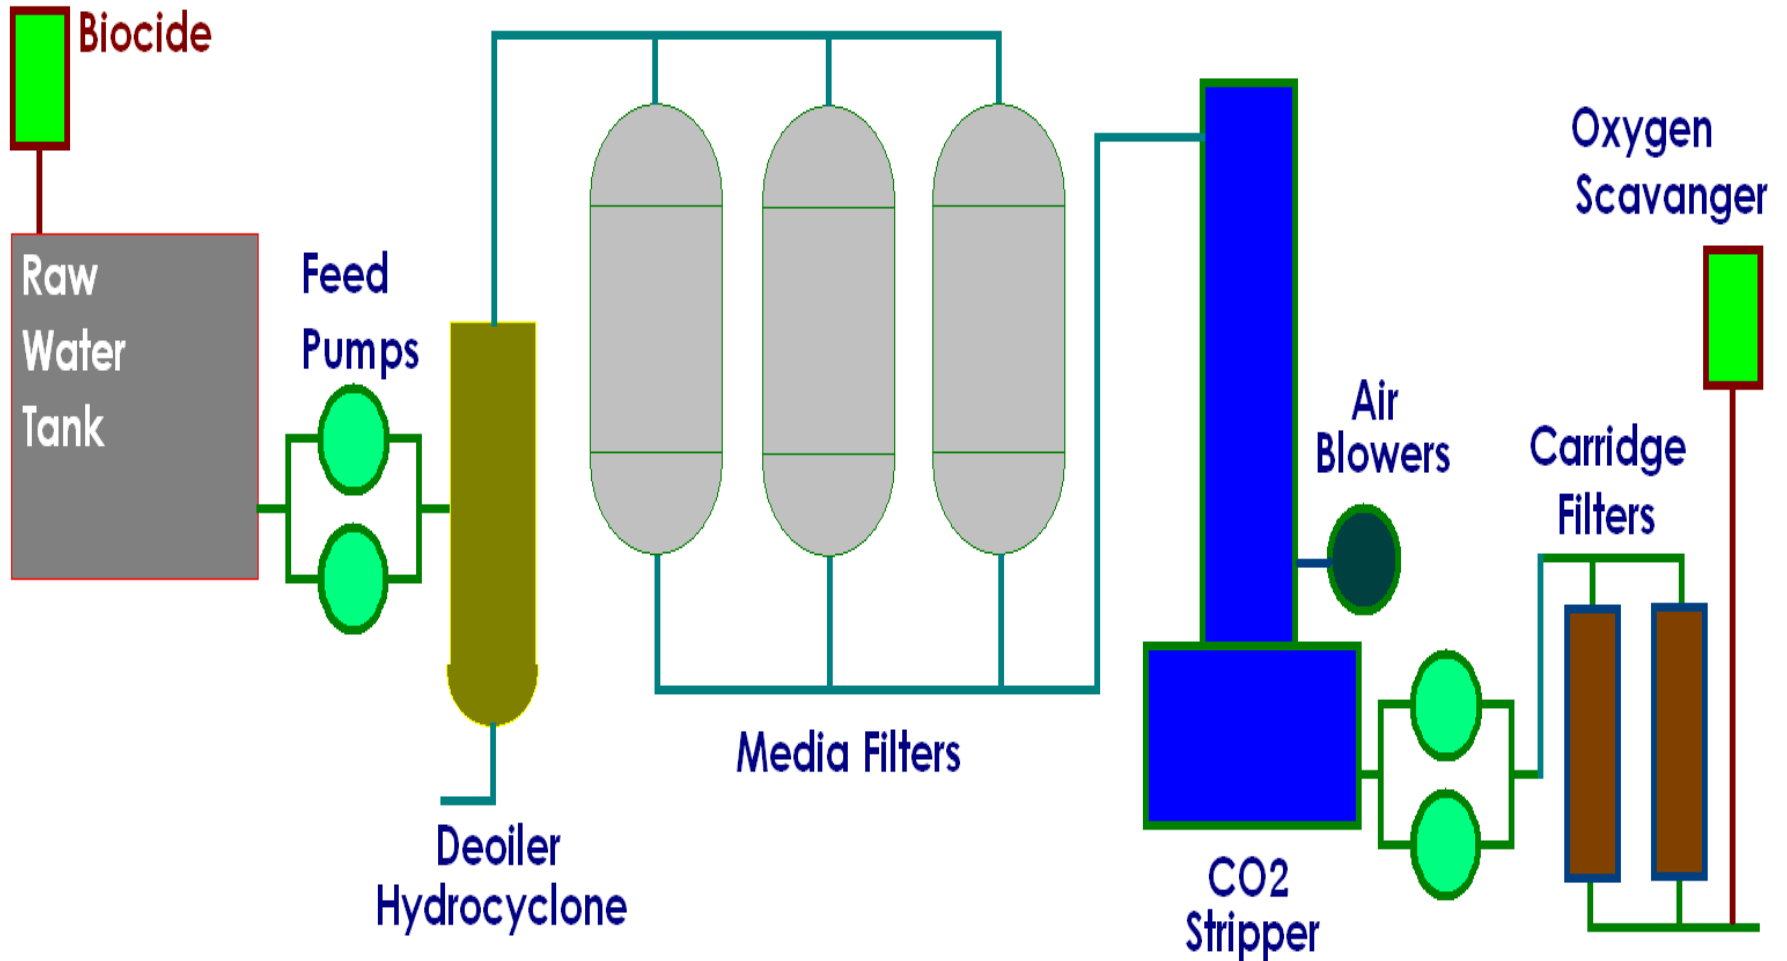 Biocide
Raw
Water
Tank
Feed
Pumps
Deoiler
Hydrocyclone
Media Filters
CO2
Stripper
Air
Blowers
Carridge
Filters
Oxygen
Scavanger